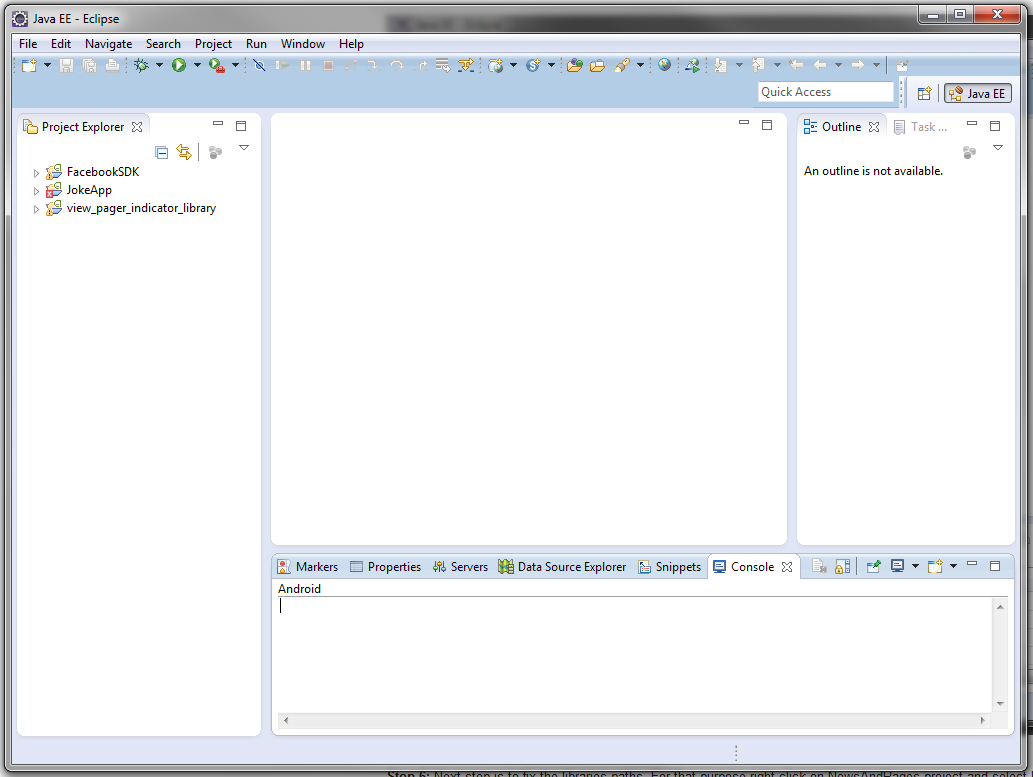 Java EE - Eclipse
File Edit Navigate Search Project Run Window Help
Quick Access
Java EE
Project Explorer
FacebookSDK
JokeApp
view_pager_indicator_library
Outline Task ...
An outline is not available.
Markers Properties Servers Data Source Explorer Snippets Console
Android
Step 6: Next step is to fix the libraries paths. For that purpose right click on NewsAndPages project and select